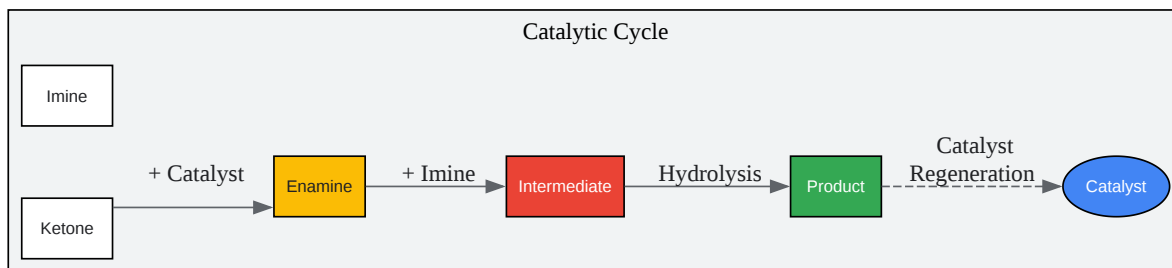 Catalytic Cycle
Imine
Ketone
+ Catalyst
Enamine
+ Imine
Intermediate
Hydrolysis
Product
Catalyst
Regeneration
Catalyst